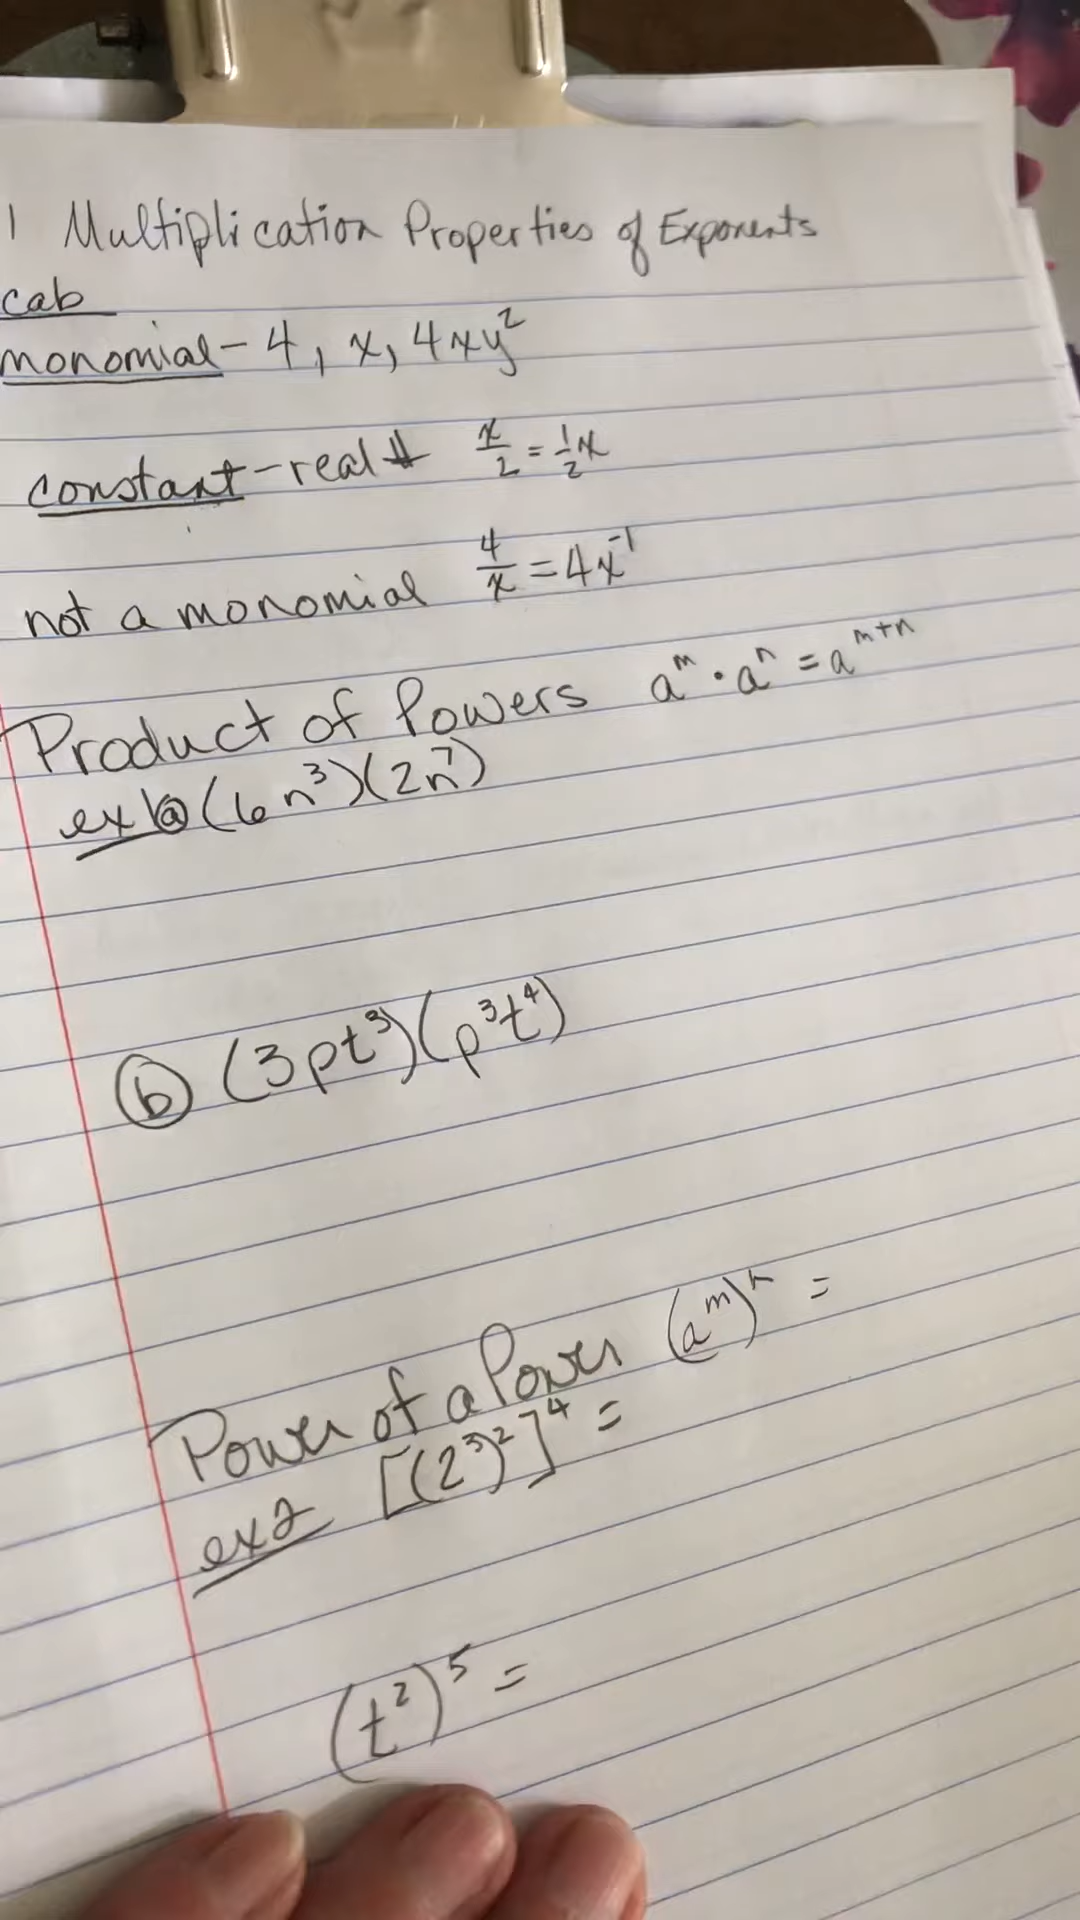 1 Multiplication Properties of Exponents
cab
monomial - 4, x, 4xy²
constant - real # x/2 = 1/2 x
not a monomial 4/x = 4x⁻¹
Product of Powers aᵐ · aⁿ = aᵐ⁺ⁿ
ex 1 ⓐ (6n³)(2n⁷)
ⓑ (3pt³)(p³t⁴)
Power of a Power (aᵐ)ⁿ =
ex 2 [(2³)²]⁴ =
(t²)⁵ =